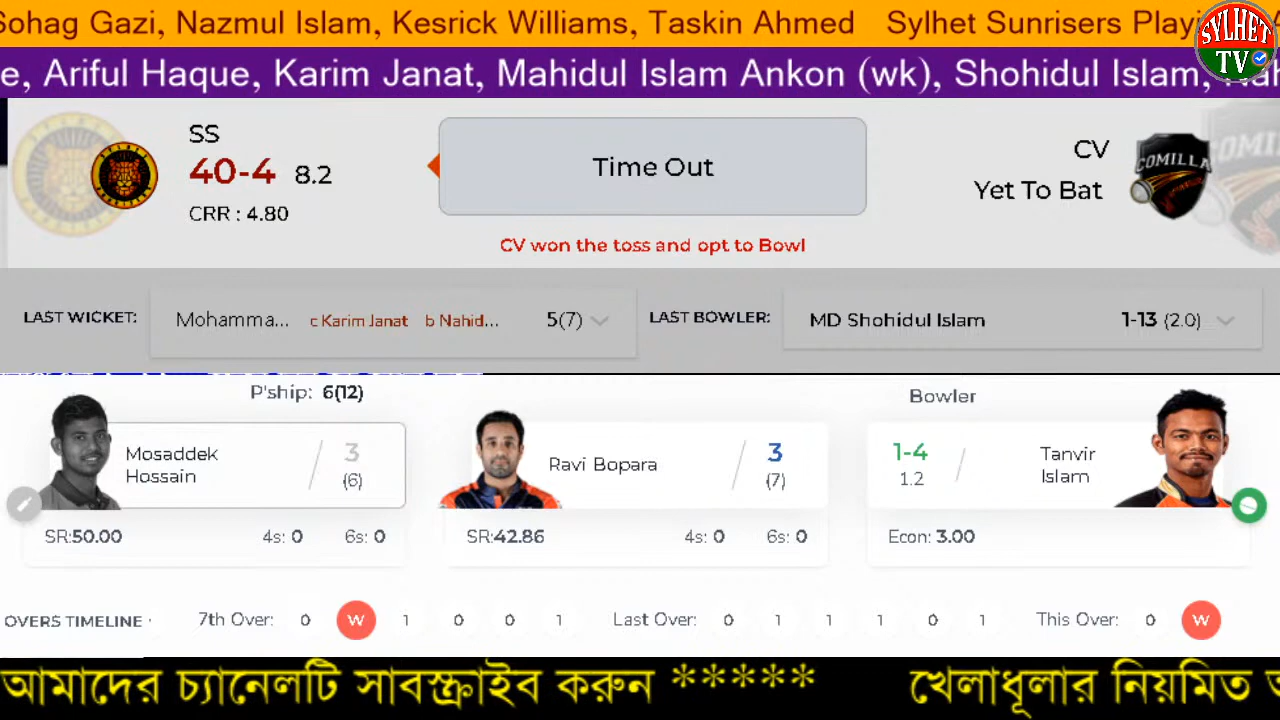 Sohag Gazi, Nazmul Islam, Kesrick Williams, Taskin Ahmed Sylhet Sunrisers Playi
SYLHET
TV
e, Ariful Haque, Karim Janat, Mahidul Islam Ankon (wk), Shohidul Islam, Nah
SS
40-4 8.2
CRR : 4.80
Time Out
CV won the toss and opt to Bowl
CV
Yet To Bat
COMILLA
LAST WICKET: Mohamma... c Karim Janat b Nahid... 5(7)
LAST BOWLER: MD Shohidul Islam 1-13 (2.0)
P'ship: 6(12)
Bowler
Mosaddek Hossain 3 (6)
Ravi Bopara 3 (7)
1-4 1.2 Tanvir Islam
SR:50.00 4s: 0 6s: 0
SR:42.86 4s: 0 6s: 0
Econ: 3.00
OVERS TIMELINE 7th Over: 0 W 1 0 0 1 Last Over: 0 1 1 1 0 1 This Over: 0 W
আমাদের চ্যানেলটি সাবস্ক্রাইব করুন ***** খেলাধূলার নিয়মিত